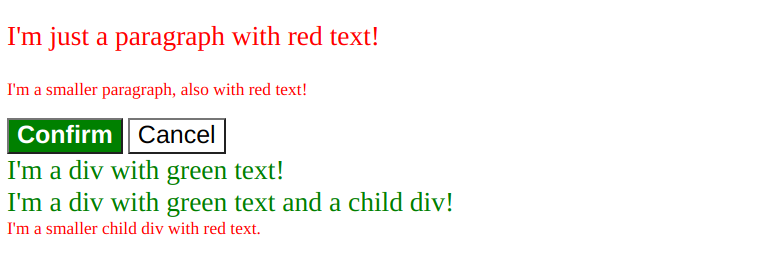 I'm just a paragraph with red text!
I'm a smaller paragraph, also with red text!
Confirm Cancel
I'm a div with green text!
I'm a div with green text and a child div!
I'm a smaller child div with red text.